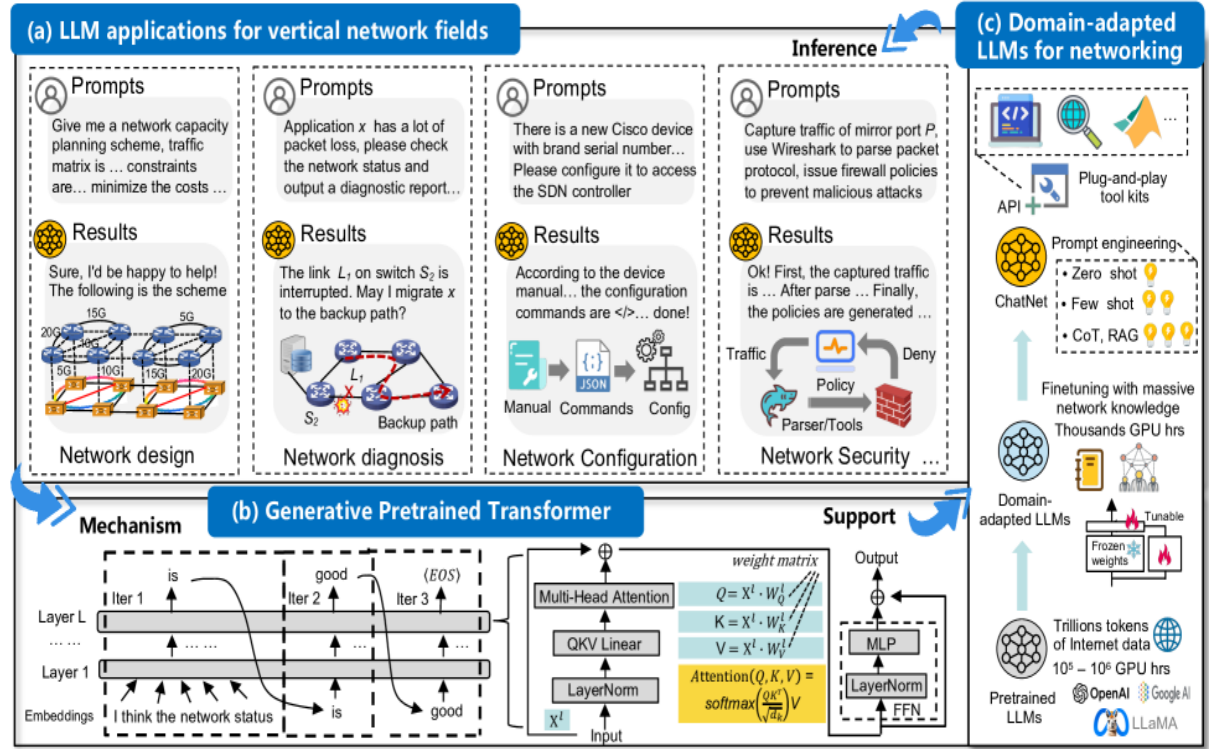 (a) LLM applications for vertical network fields
Inference
Prompts
Give me a network capacity
planning scheme, traffic
matrix is … constraints
are… minimize the costs …
Results
Sure, I'd be happy to help!
The following is the scheme
15G
5G
20G
10G
5G
10G
15G
20G
Network design
Prompts
Application x has a lot of
packet loss, please check
the network status and
output a diagnostic report…
Results
The link L1 on switch S2 is
interrupted. May I migrate x
to the backup path?
L1
S2
Backup path
Network diagnosis
Prompts
There is a new Cisco device
with brand serial number…
Please configure it to access
the SDN controller
Results
According to the device
manual… the configuration
commands are </>… done!
{;}
JSON
Manual
Commands
Config
Network Configuration
Prompts
Capture traffic of mirror port P,
use Wireshark to parse packet
protocol, issue firewall policies
to prevent malicious attacks
Results
Ok! First, the captured traffic
is … After parse … Finally,
the policies are generated …
Traffic
Deny
Policy
Parser/Tools
Network Security …
(b) Generative Pretrained Transformer
Mechanism
Support
is
good
⟨EOS⟩
Iter 1
Iter 2
Iter 3
Layer L
… …
… …
… …
… …
Layer 1
Embeddings
I think the network status
is
good
Multi-Head Attention
QKV Linear
LayerNorm
X^l
Input
weight matrix
Q = X^l · W_Q^l
K = X^l · W_K^l
V = X^l · W_V^l
Attention(Q, K, V) =
softmax(QK^T/√d_k)V
Output
MLP
LayerNorm
FFN
(c) Domain-adapted
LLMs for networking
</>
…
API
Plug-and-play
tool kits
ChatNet
Prompt engineering
• Zero shot
• Few shot
• CoT, RAG
Finetuning with massive
network knowledge
Thousands GPU hrs
Domain-
adapted LLMs
Tunable
Frozen
weights
Trillions tokens
of Internet data
10⁵ – 10⁶ GPU hrs
Pretrained
LLMs
OpenAI
Google AI
LLaMA